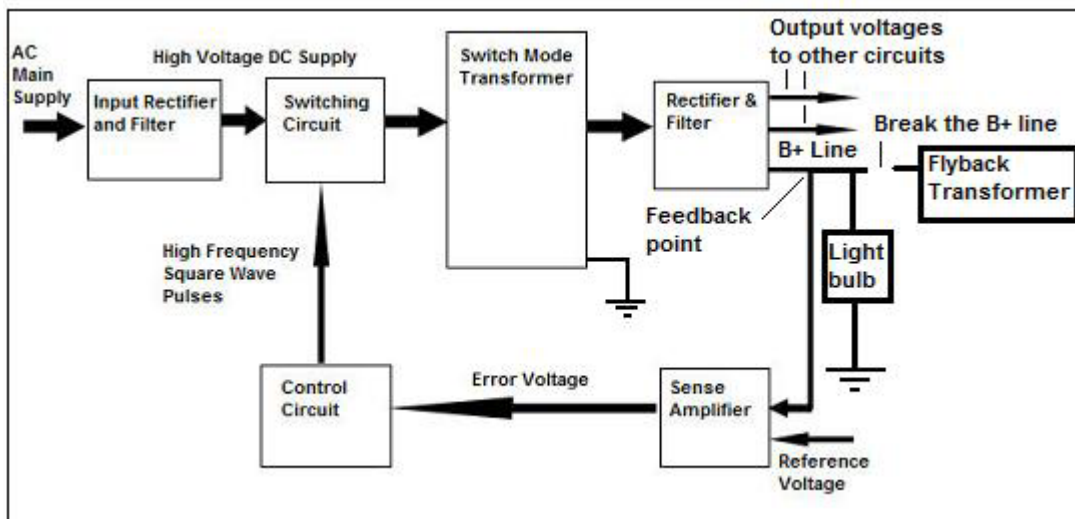 AC
Main
Supply
High Voltage DC Supply
Input Rectifier
and Filter
Switching
Circuit
Switch Mode
Transformer
Rectifier &
Filter
Output voltages
to other circuits
Break the B+ line
B+ Line
Flyback
Transformer
Feedback
point
Light
bulb
High Frequency
Square Wave
Pulses
Control
Circuit
Error Voltage
Sense
Amplifier
Reference
Voltage